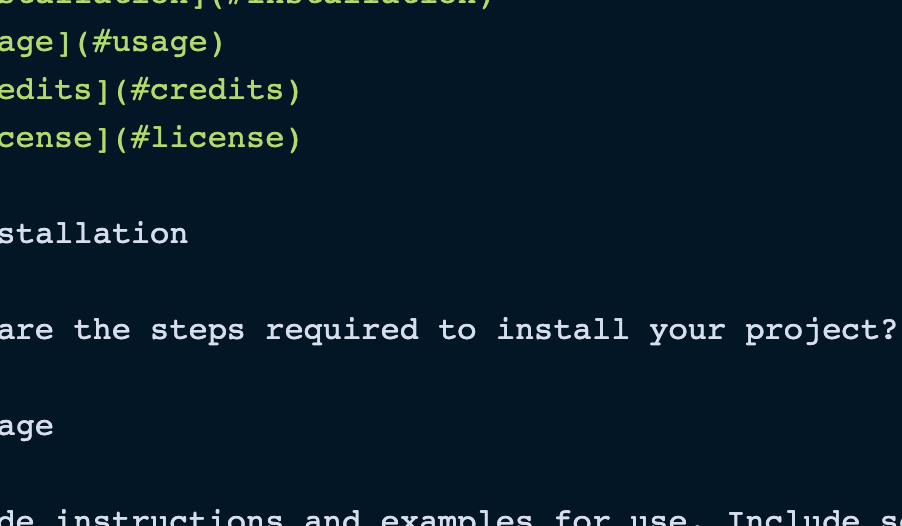 stallation](#installation)
age](#usage)
edits](#credits)
cense](#license)
stallation
are the steps required to install your project?
age
de instructions and examples for use. Include s